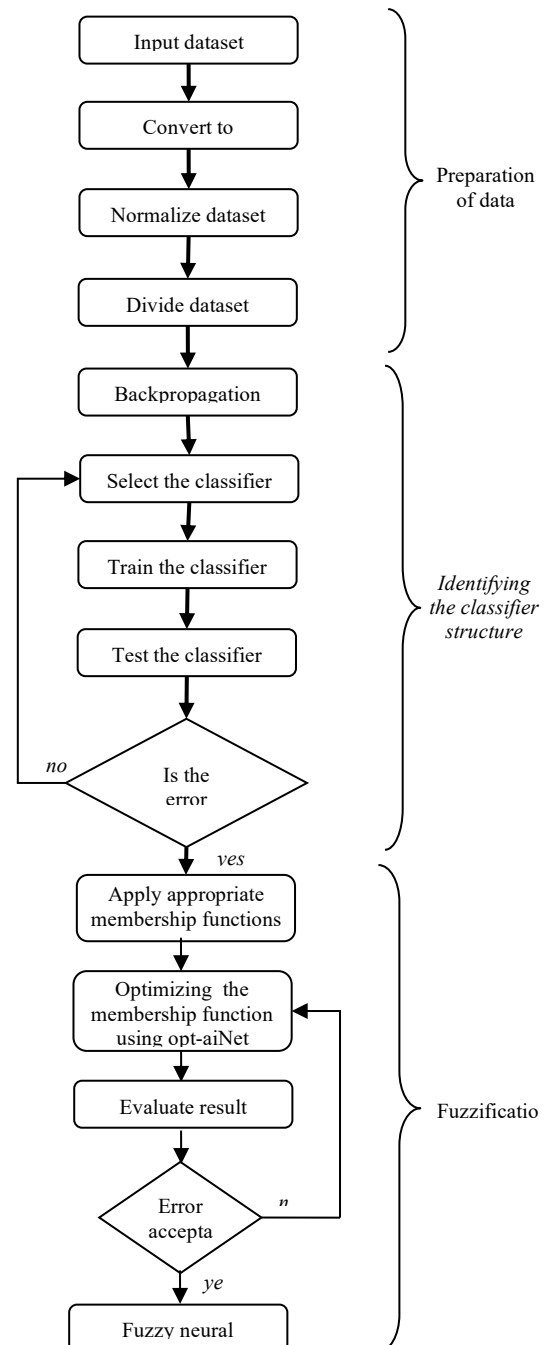 Input dataset
Convert to
Normalize dataset
Divide dataset
Preparation
of data
Backpropagation
Select the classifier
Train the classifier
Test the classifier
Is the
error
no
yes
Identifying
the classifier
structure
Apply appropriate
membership functions
Optimizing the
membership function
using opt-aiNet
Evaluate result
Error
accepta
n
ye
Fuzzy neural
Fuzzificatio